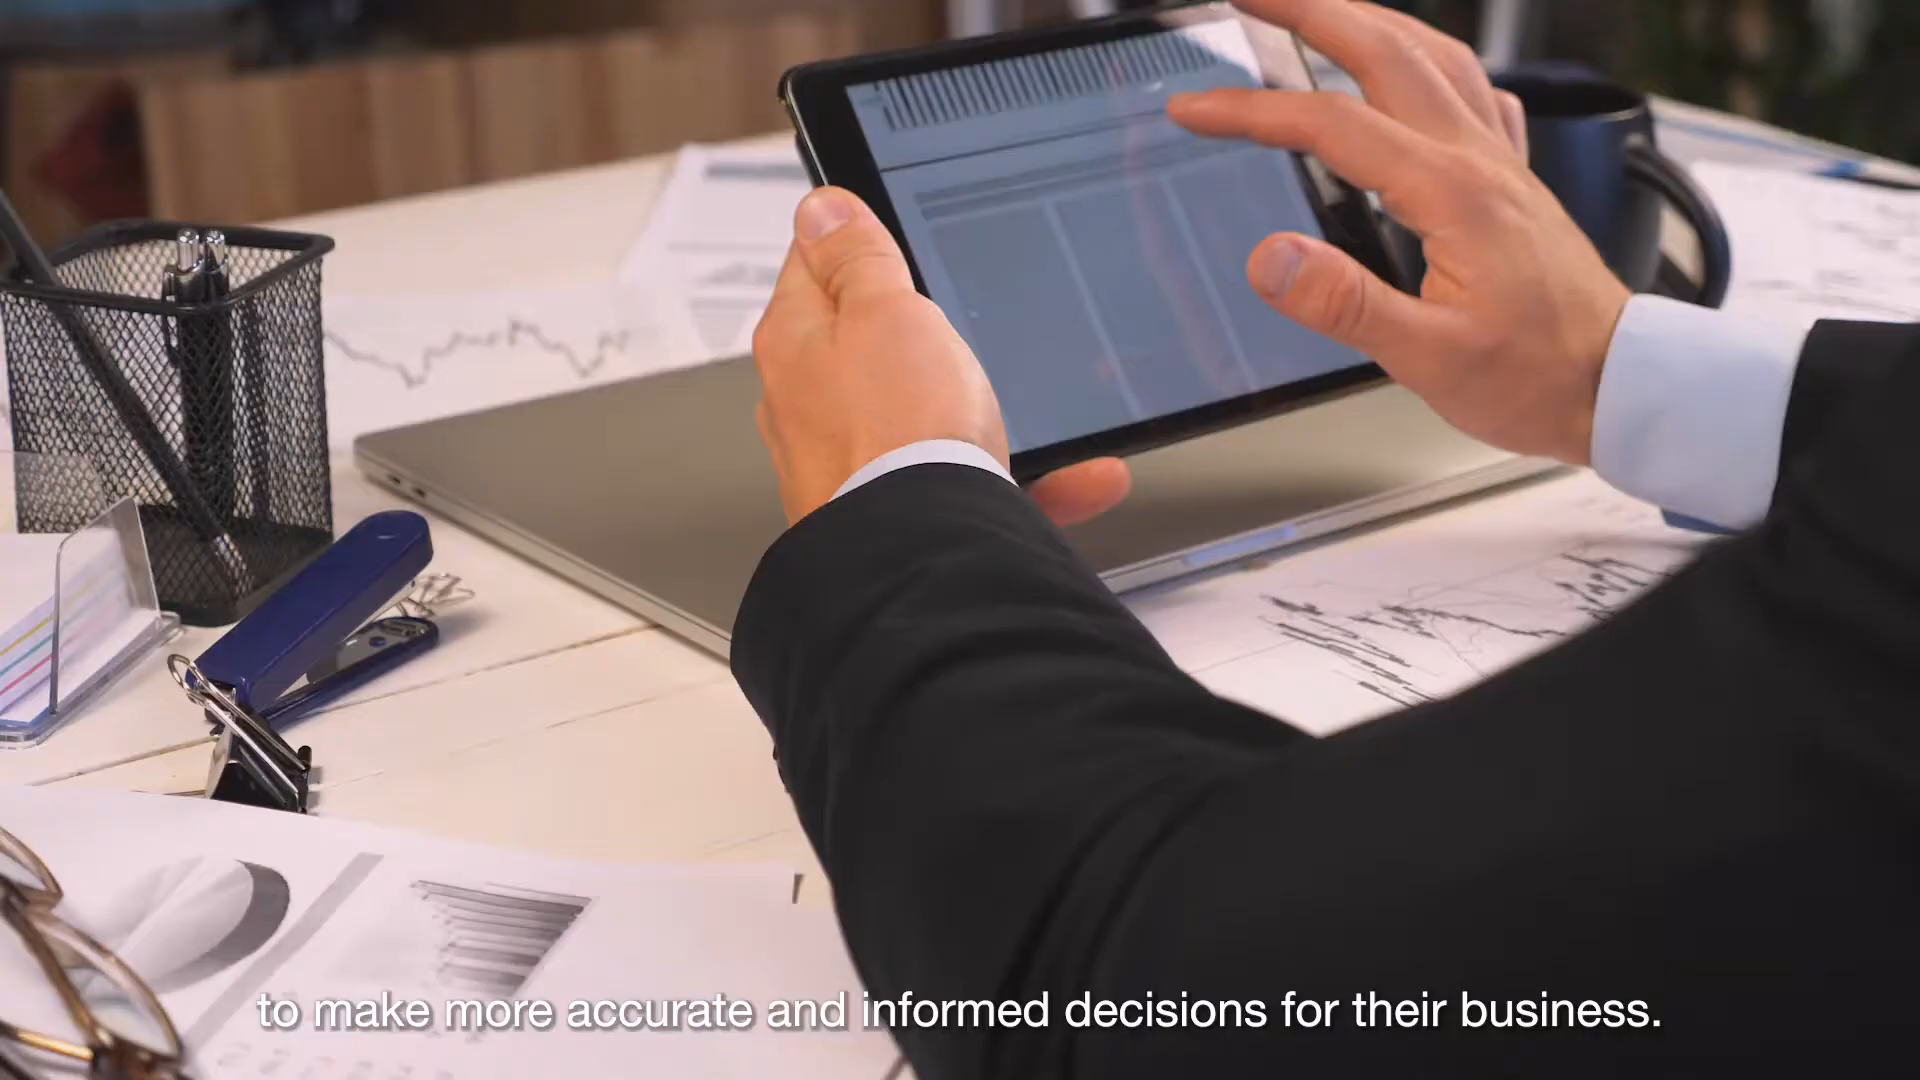 to make more accurate and informed decisions for their business.